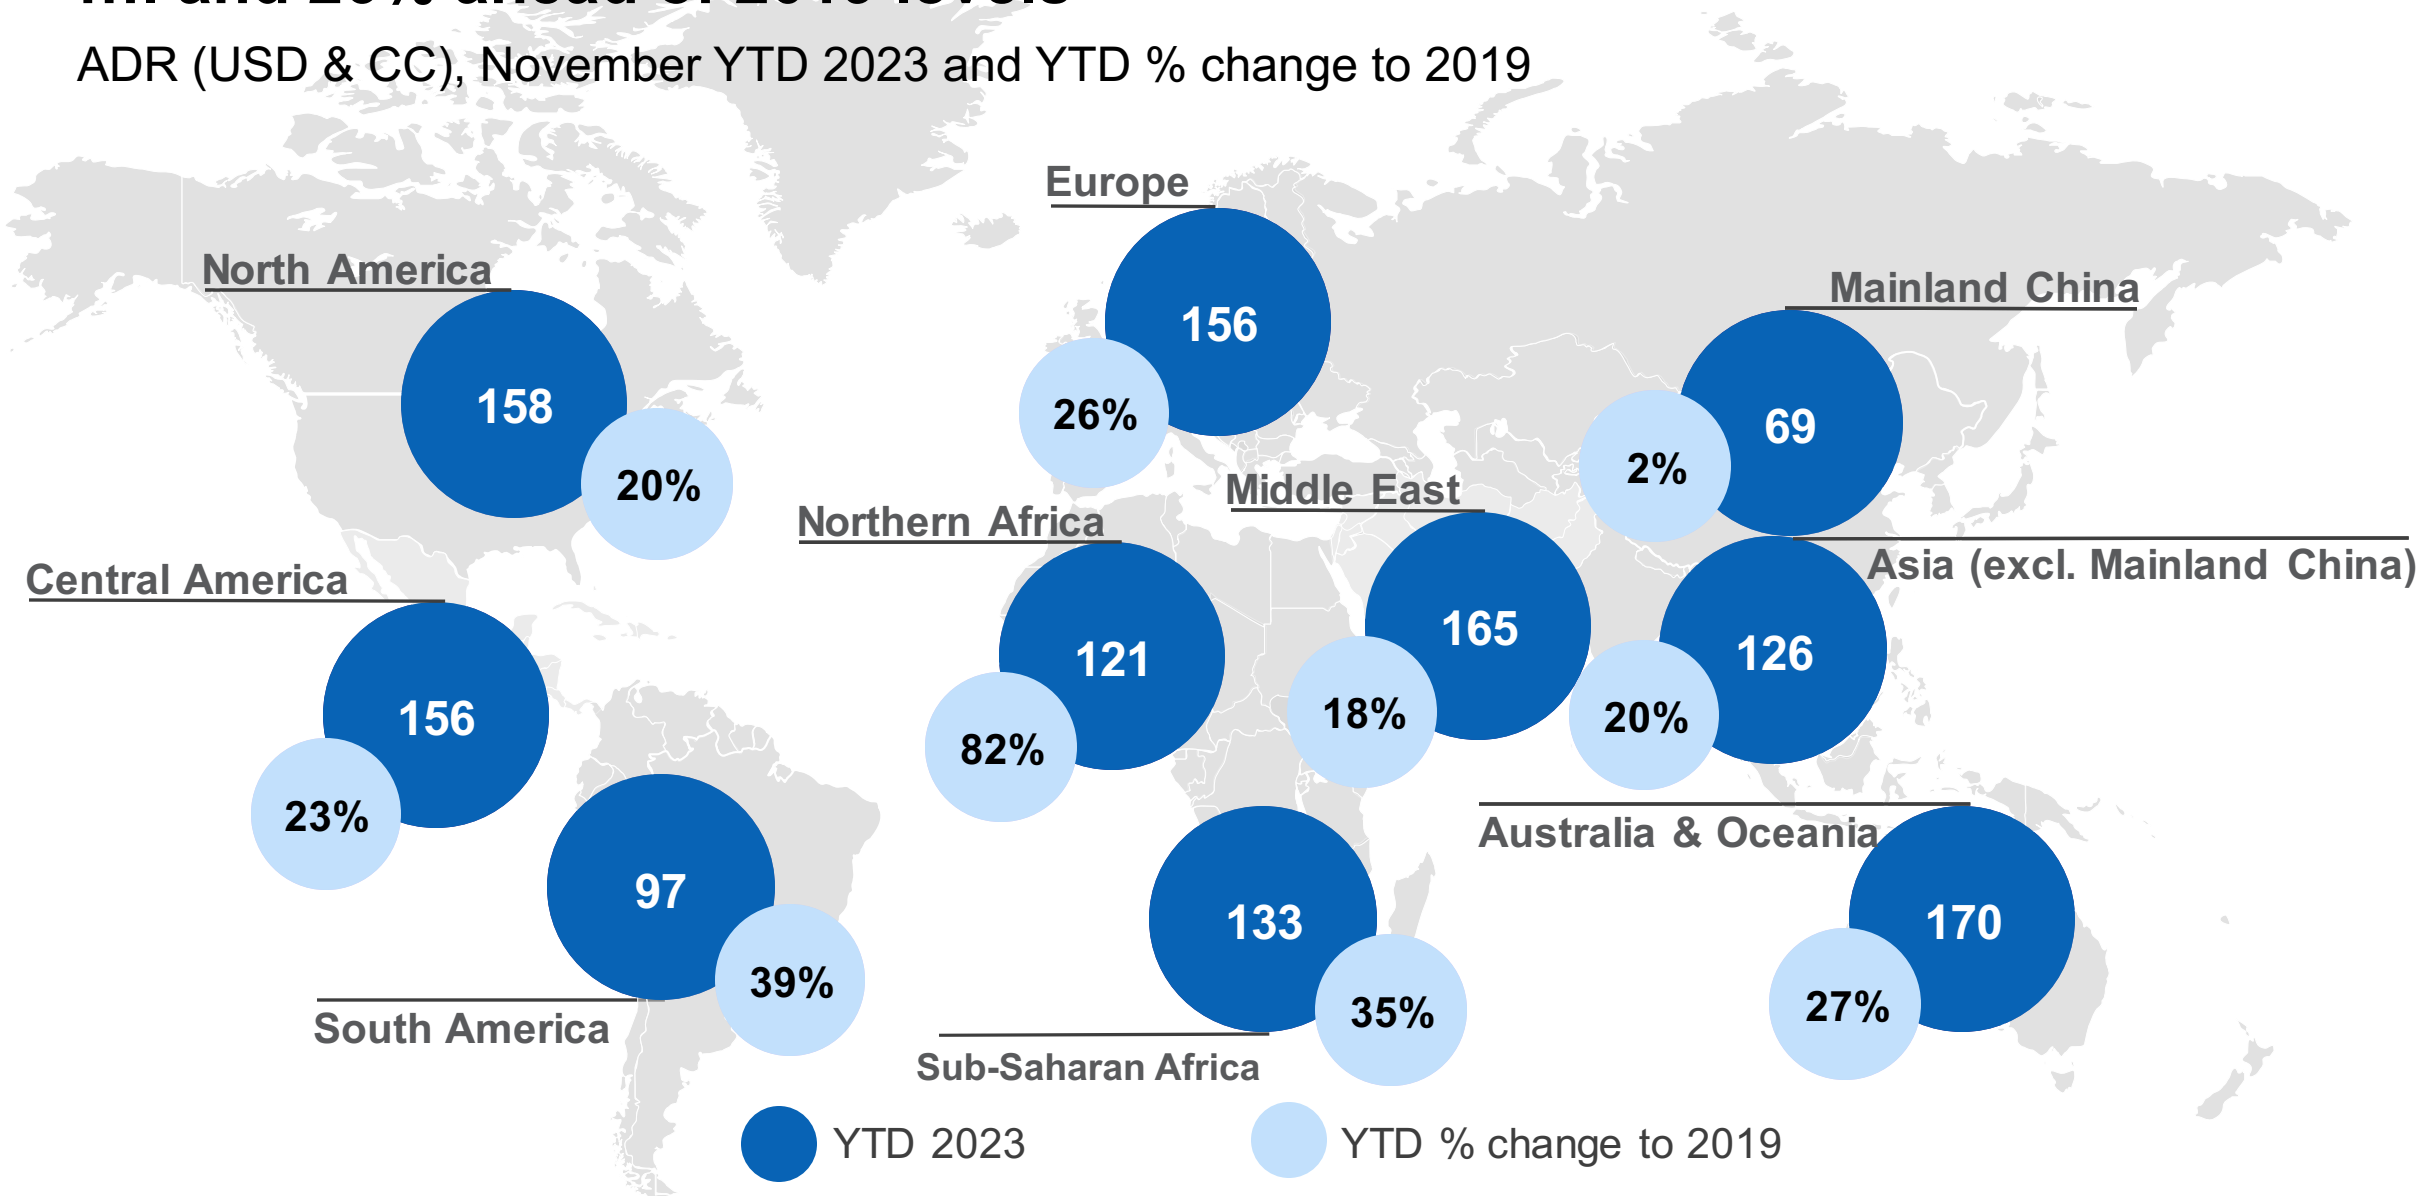 ADR (USD & CC), November YTD 2023 and YTD % change to 2019
Europe
156
26%
North America
158
20%
Mainland China
69
2%
Middle East
165
18%
Northern Africa
121
82%
Asia (excl. Mainland China)
126
20%
Central America
156
23%
South America
97
39%
Sub-Saharan Africa
133
35%
Australia & Oceania
170
27%
YTD 2023
YTD % change to 2019